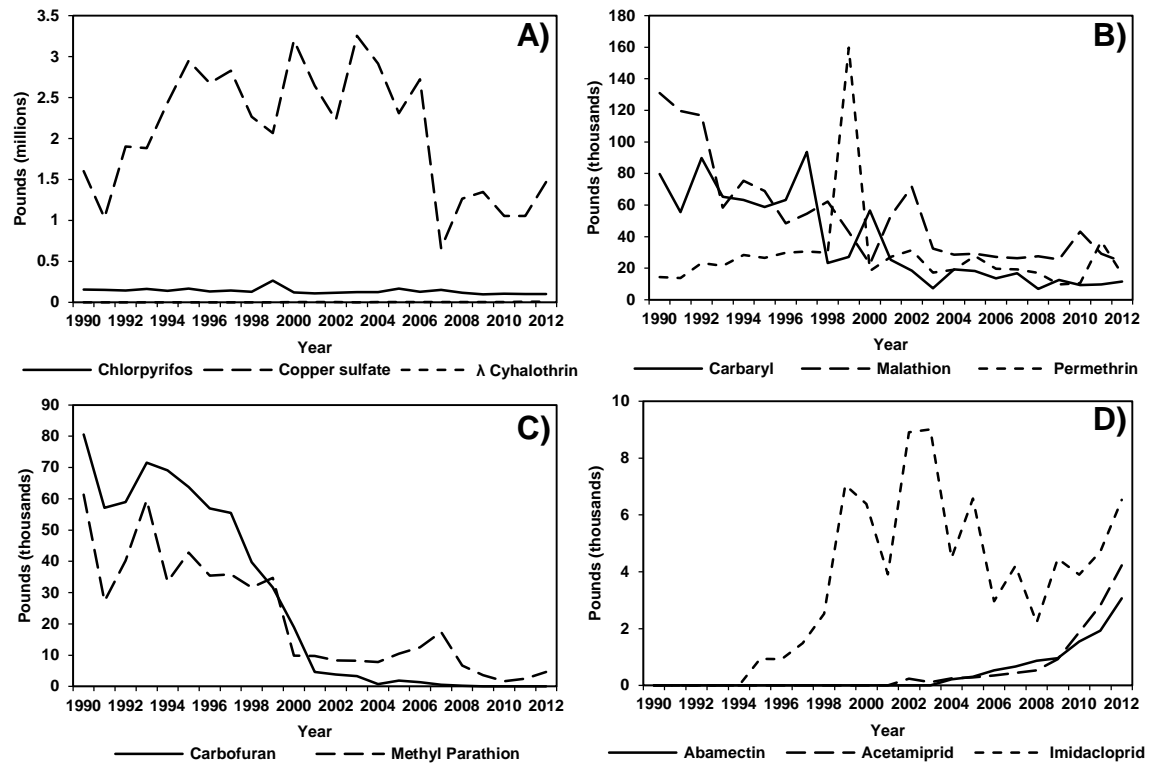 A)
Pounds (millions)
3.5
3
2.5
2
1.5
1
0.5
0
1990 1992 1994 1996 1998 2000 2002 2004 2006 2008 2010 2012
Year
Chlorpyrifos Copper sulfate λ Cyhalothrin
B)
Pounds (thousands)
180
160
140
120
100
80
60
40
20
0
1990 1992 1994 1996 1998 2000 2002 2004 2006 2008 2010 2012
Year
Carbaryl Malathion Permethrin
C)
Pounds (thousands)
90
80
70
60
50
40
30
20
10
0
1990 1992 1994 1996 1998 2000 2002 2004 2006 2008 2010 2012
Year
Carbofuran Methyl Parathion
D)
Pounds (thousands)
10
8
6
4
2
0
1990 1992 1994 1996 1998 2000 2002 2004 2006 2008 2010 2012
Year
Abamectin Acetamiprid Imidacloprid